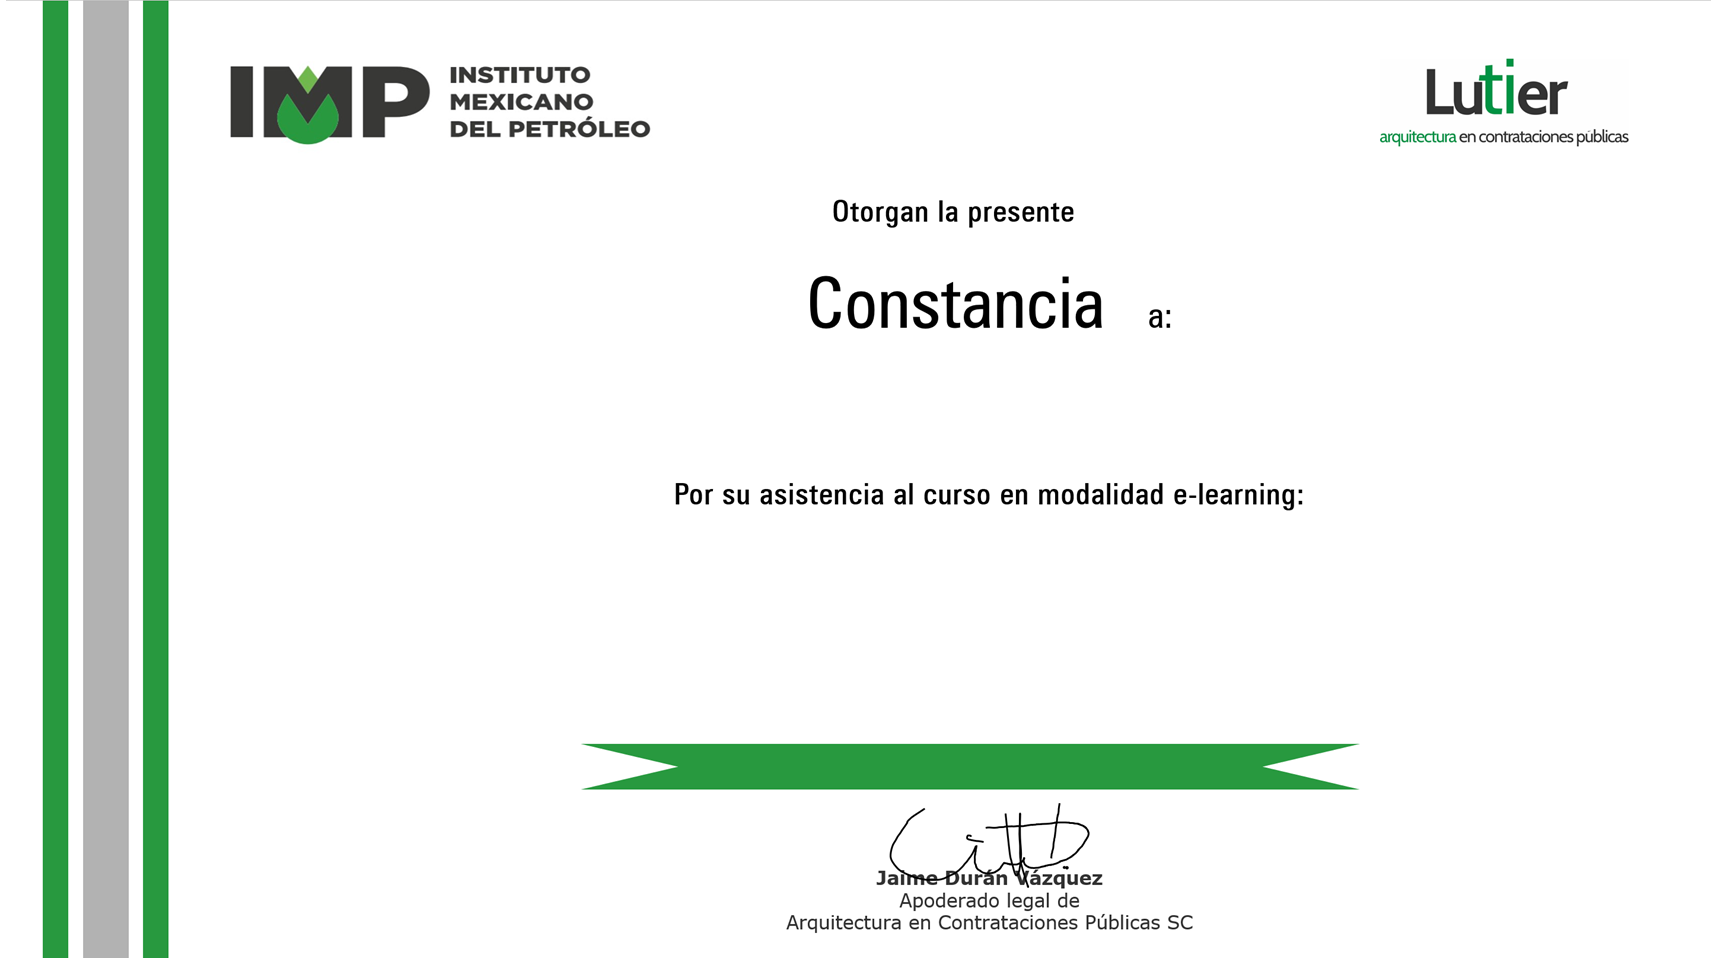 IMP
INSTITUTO
MEXICANO
DEL PETRÓLEO
Lutier
arquitectura en contrataciones públicas
Otorgan la presente
Constancia a:
Por su asistencia al curso en modalidad e-learning:
Jaime Durán Vázquez
Apoderado legal de
Arquitectura en Contrataciones Públicas SC